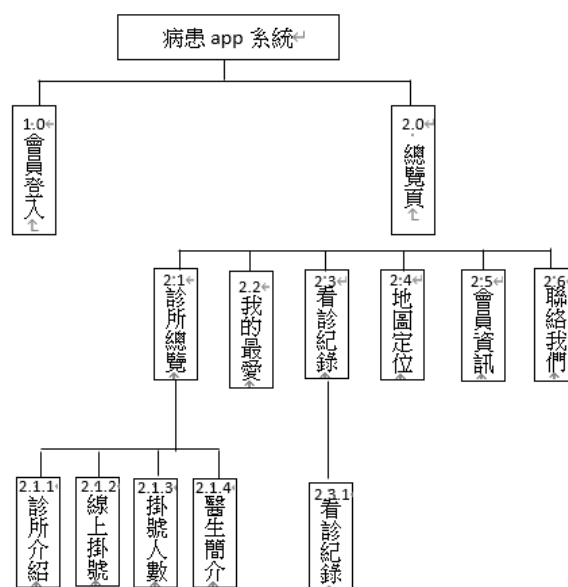 病患 app 系統
1.0
會員登入
2.0
總覽頁
2.1
診所總覽
2.2
我的最愛
2.3
看診紀錄
2.4
地圖定位
2.5
會員資訊
2.6
聯絡我們
2.1.1
診所介紹
2.1.2
線上掛號
2.1.3
掛號人數
2.1.4
醫生簡介
2.3.1
看診紀錄